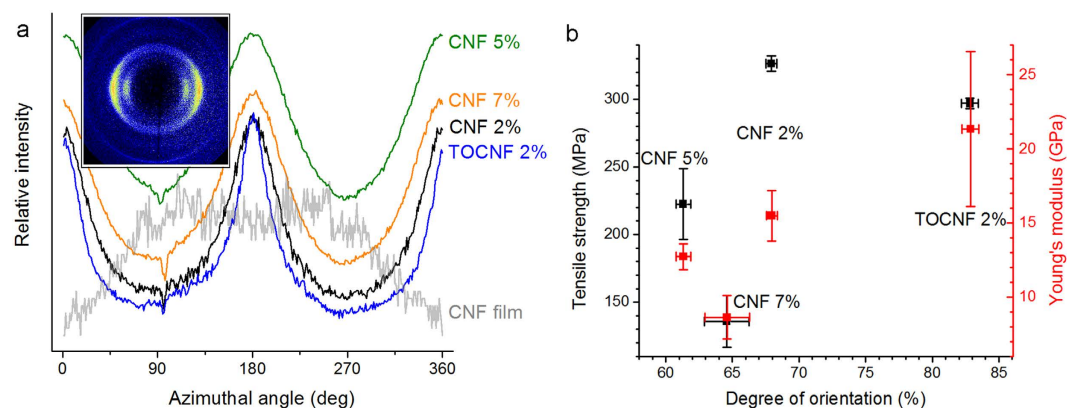 a
Relative intensity
CNF 5%
CNF 7%
CNF 2%
TOCNF 2%
CNF film
0
90
180
270
360
Azimuthal angle (deg)
b
Tensile strength (MPa)
300
250
200
150
CNF 2%
CNF 5%
TOCNF 2%
CNF 7%
60
65
70
75
80
85
Degree of orientation (%)
25
20
15
10
Young's modulus (GPa)